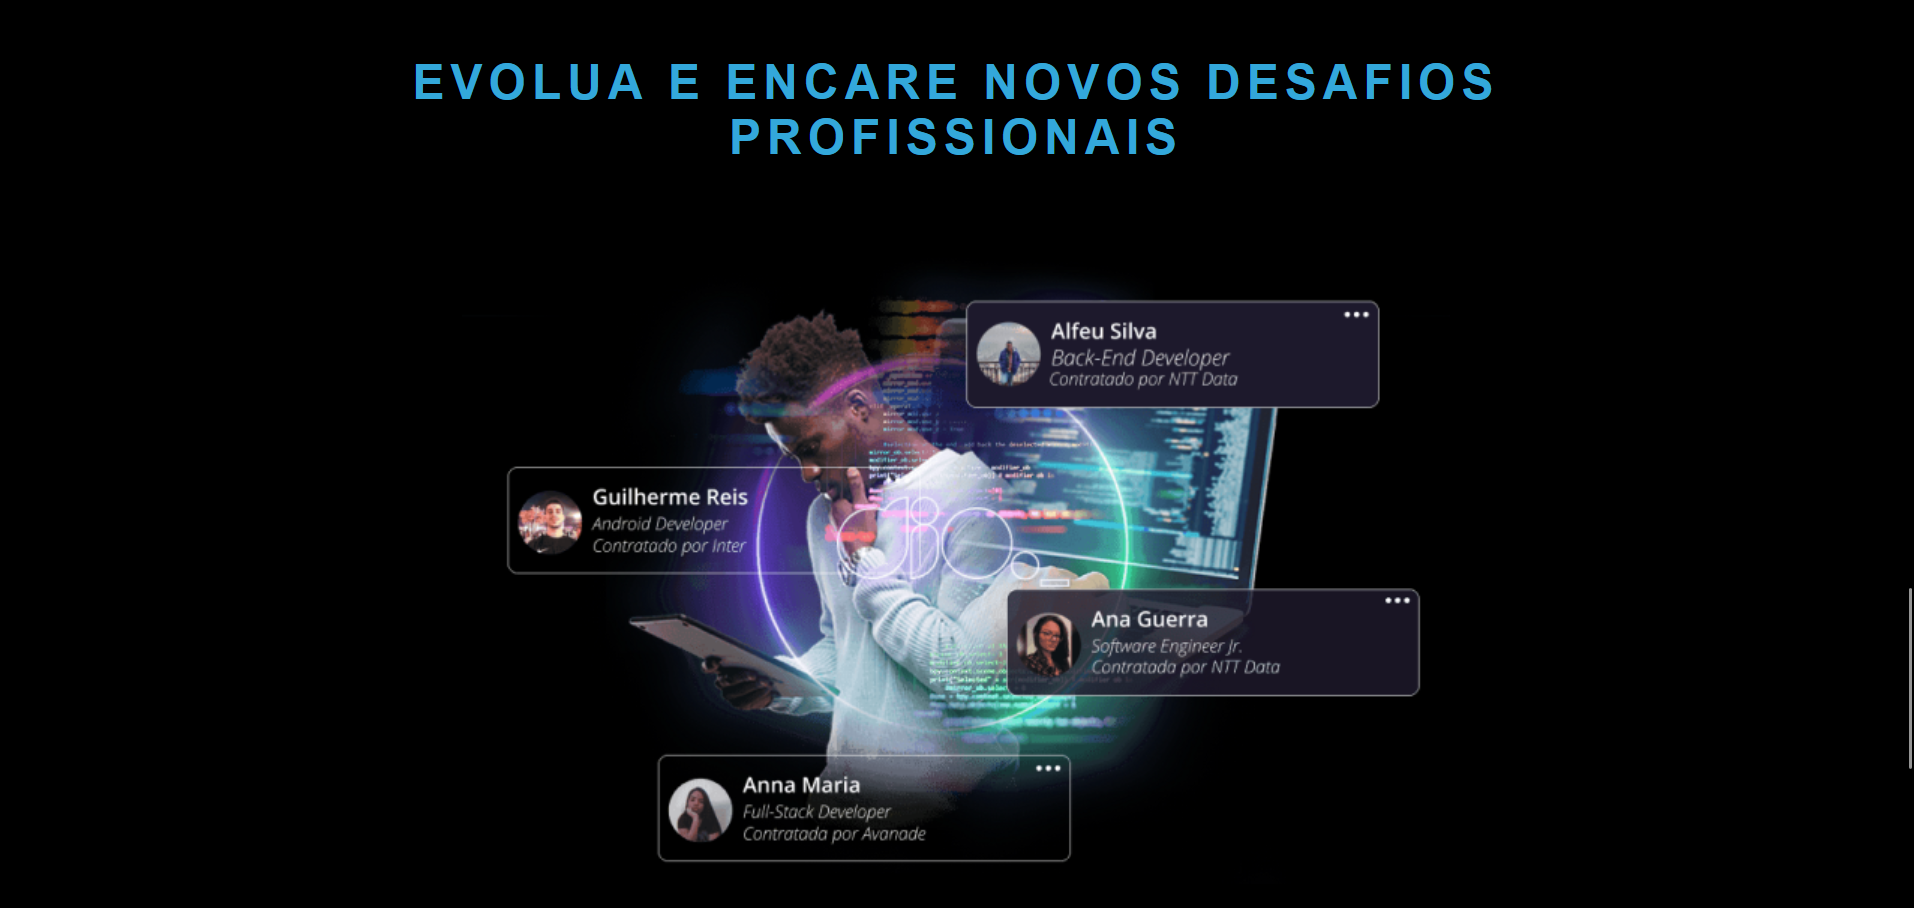 EVOLUA E ENCARE NOVOS DESAFIOS
PROFISSIONAIS
Alfeu Silva
Back-End Developer
Contratado por NTT Data
Guilherme Reis
Android Developer
Contratado por Inter
dio._
Ana Guerra
Software Engineer Jr.
Contratada por NTT Data
Anna Maria
Full-Stack Developer
Contratada por Avanade